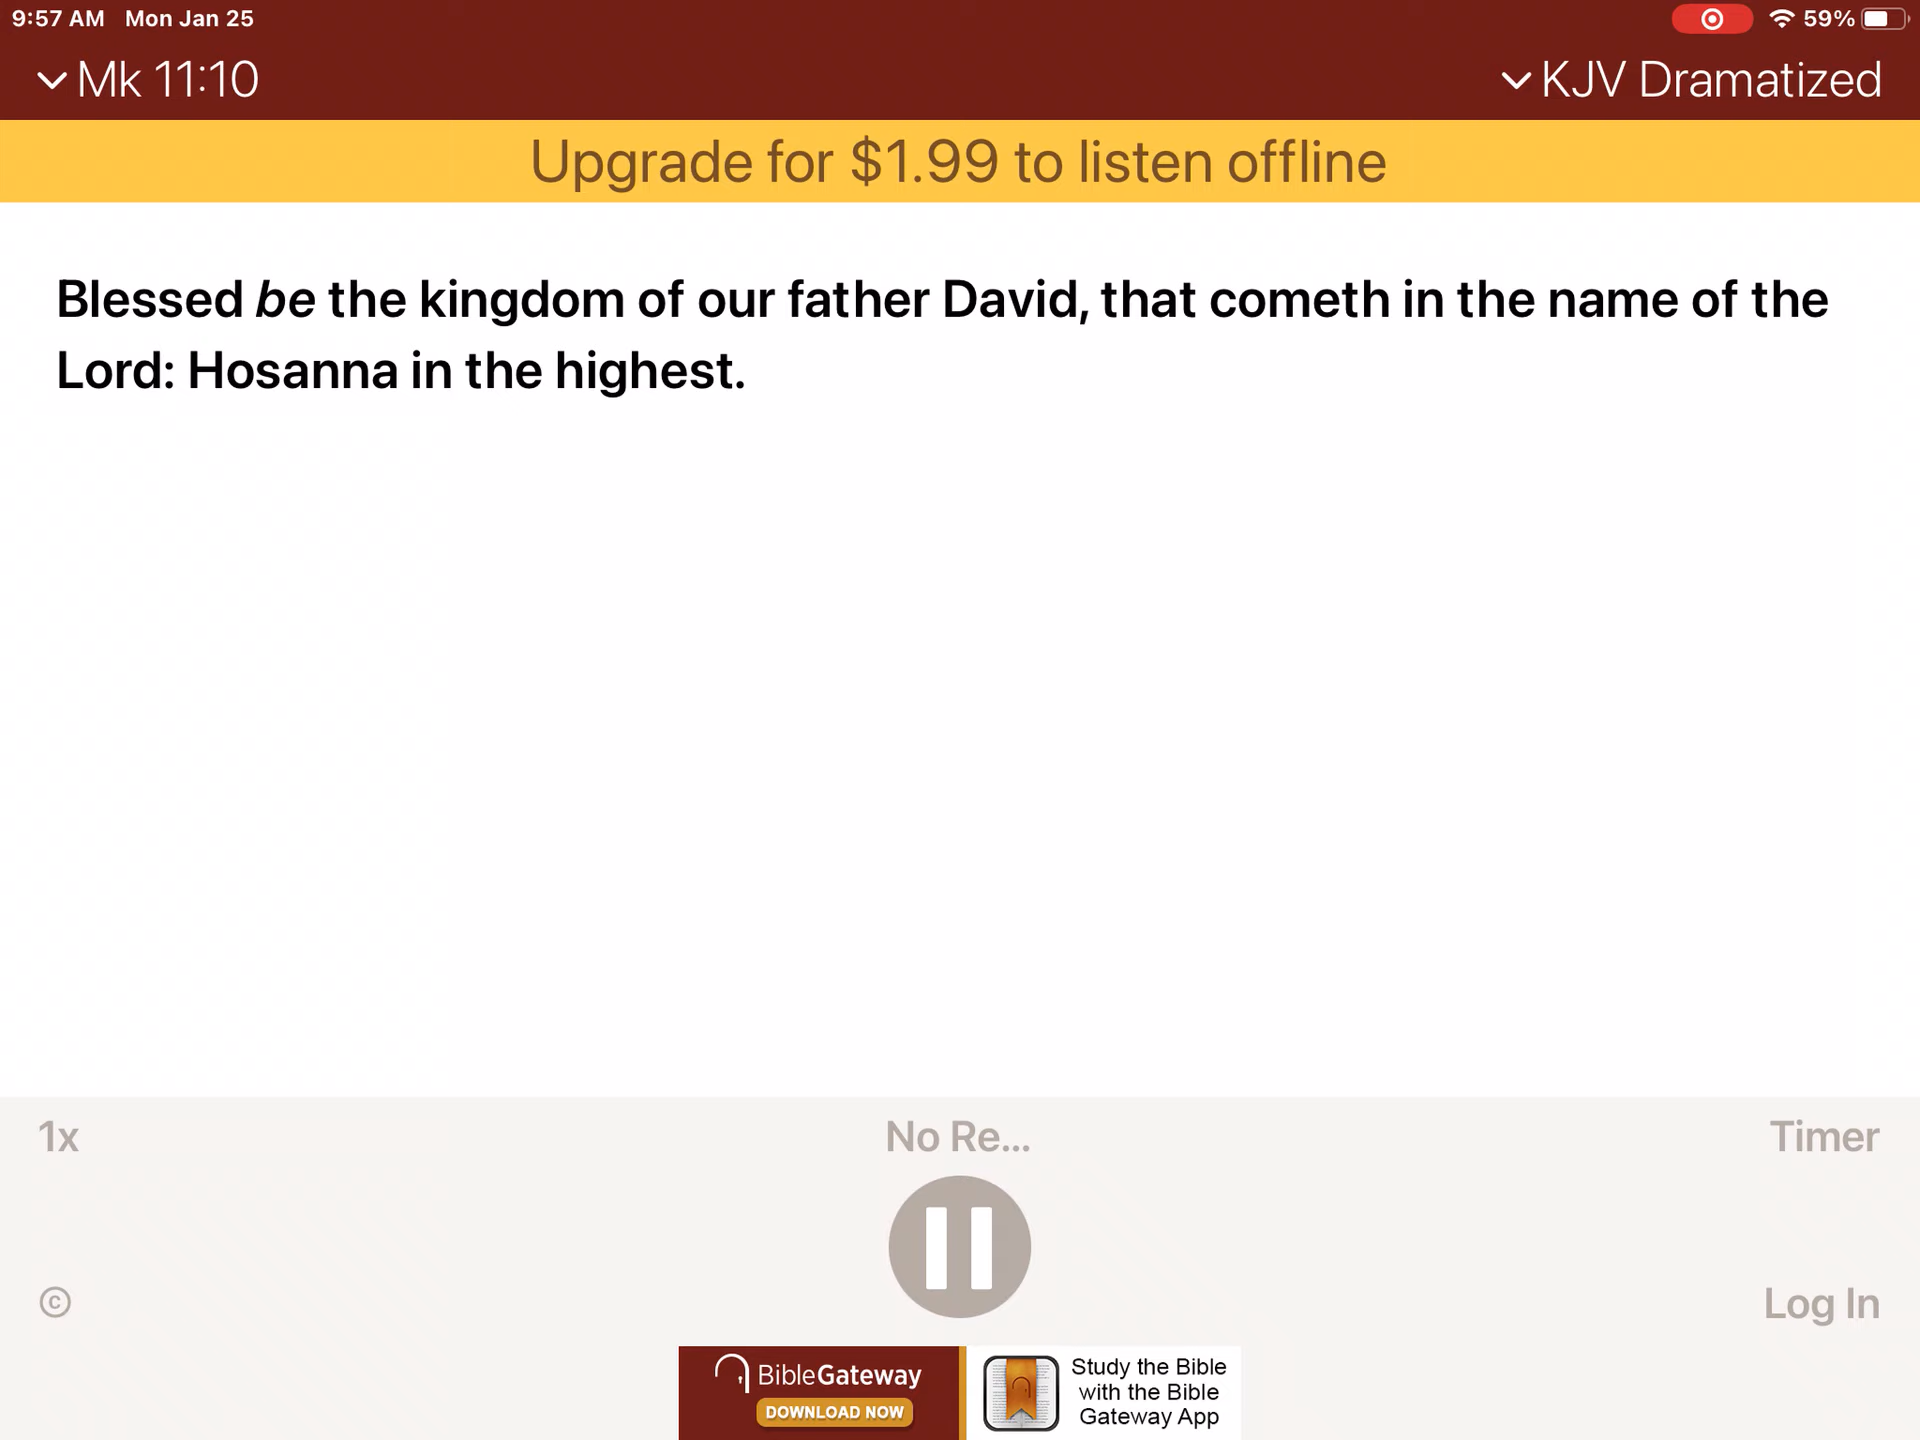 9:57 AM Mon Jan 25 59%
Mk 11:10 KJV Dramatized
Upgrade for $1.99 to listen offline
Blessed be the kingdom of our father David, that cometh in the name of the
Lord: Hosanna in the highest.
1x No Re... Timer
© Log In
BibleGateway
DOWNLOAD NOW
Study the Bible
with the Bible
Gateway App